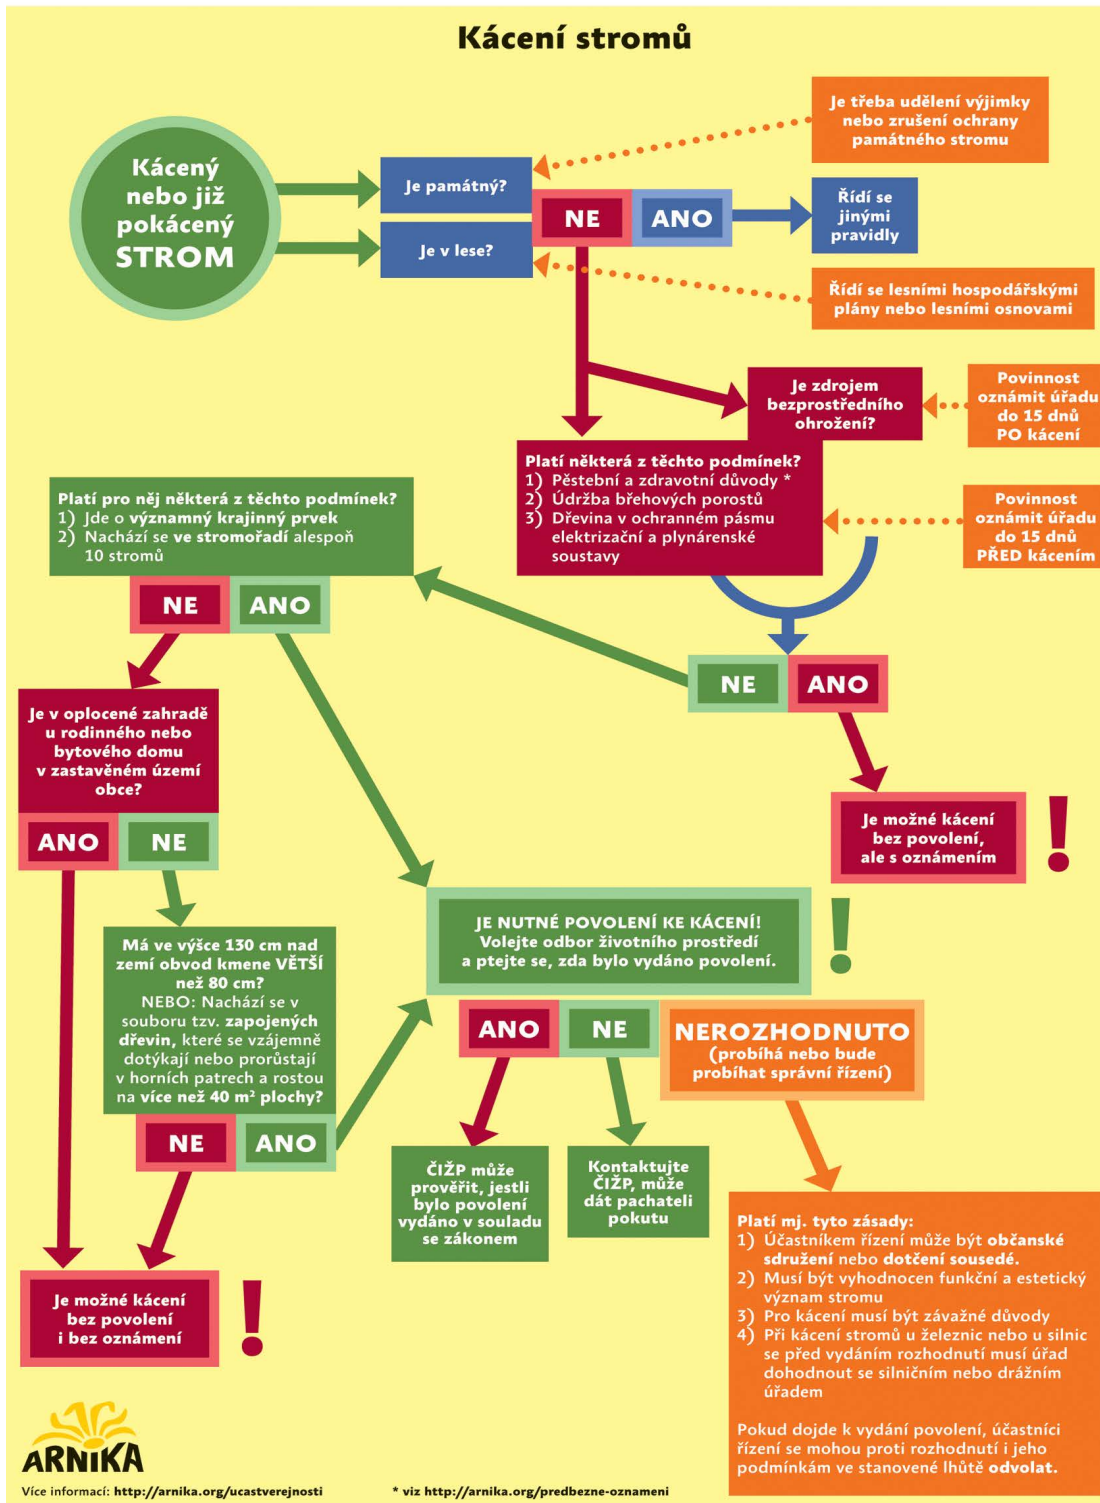 Kácení stromů
Kácený
nebo již
pokácený
STROM
Je památný?
Je v lese?
NE
ANO
Je třeba udělení výjimky
nebo zrušení ochrany
památného stromu
Řídí se
jinými
pravidly
Řídí se lesními hospodářskými
plány nebo lesními osnovami
Je zdrojem
bezprostředního
ohrožení?
Povinnost
oznámit úřadu
do 15 dnů
PO kácení
Platí některá z těchto podmínek?
1) Pěstební a zdravotní důvody *
2) Údržba břehových porostů
3) Dřevina v ochranném pásmu
elektrizační a plynárenské
soustavy
Povinnost
oznámit úřadu
do 15 dnů
PŘED kácením
NE
ANO
Je možné kácení
bez povolení,
ale s oznámením
!
Platí pro něj některá z těchto podmínek?
1) Jde o významný krajinný prvek
2) Nachází se ve stromořadí alespoň
10 stromů
NE
ANO
Je v oplocené zahradě
u rodinného nebo
bytového domu
v zastavěném území
obce?
ANO
NE
Má ve výšce 130 cm nad
zemí obvod kmene VĚTŠÍ
než 80 cm?
NEBO: Nachází se v
souboru tzv. zapojených
dřevin, které se vzájemně
dotýkají nebo prorůstají
v horních patrech a rostou
na více než 40 m² plochy?
NE
ANO
Je možné kácení
bez povolení
i bez oznámení
!
JE NUTNÉ POVOLENÍ KE KÁCENÍ!
Volejte odbor životního prostředí
a ptejte se, zda bylo vydáno povolení.
!
ANO
NE
NEROZHODNUTO
(probíhá nebo bude
probíhat správní řízení)
ČIŽP může
prověřit, jestli
bylo povolení
vydáno v souladu
se zákonem
Kontaktujte
ČIŽP, může
dát pachateli
pokutu
Platí mj. tyto zásady:
1) Účastníkem řízení může být občanské
sdružení nebo dotčení sousedé.
2) Musí být vyhodnocen funkční a estetický
význam stromu
3) Pro kácení musí být závažné důvody
4) Při kácení stromů u železnic nebo u silnic
se před vydáním rozhodnutí musí úřad
dohodnout se silničním nebo drážním
úřadem
Pokud dojde k vydání povolení, účastníci
řízení se mohou proti rozhodnutí i jeho
podmínkám ve stanovené lhůtě odvolat.
ARNIKA
Více informací: http://arnika.org/ucastverejnosti
* viz http://arnika.org/predbezne-oznameni